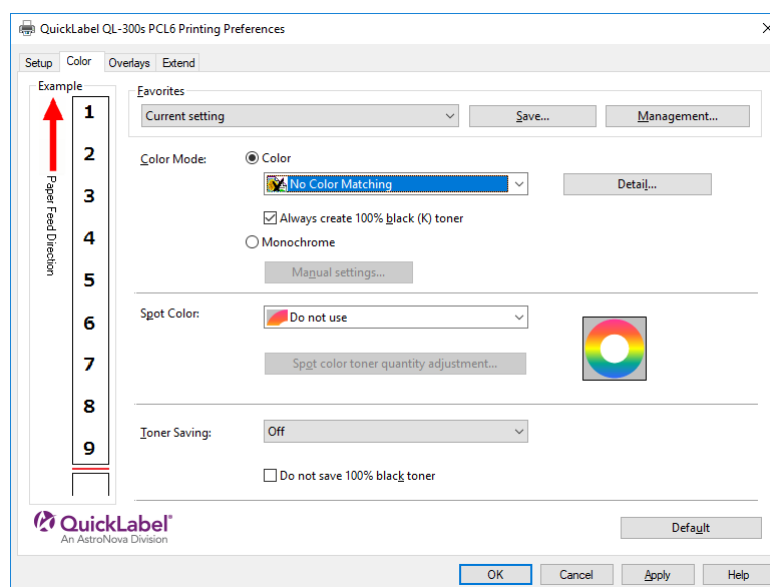 QuickLabel QL-300s PCL6 Printing Preferences
Setup Color Overlays Extend
Example
1
2
3
4
5
6
7
8
9
Paper Feed Direction
Favorites
Current setting Save... Management...
Color Mode: Color
No Color Matching Detail...
Always create 100% black (K) toner
Monochrome
Manual settings...
Spot Color: Do not use
Spot color toner quantity adjustment...
Toner Saving: Off
Do not save 100% black toner
QuickLabel®
An AstroNova Division
Default
OK Cancel Apply Help